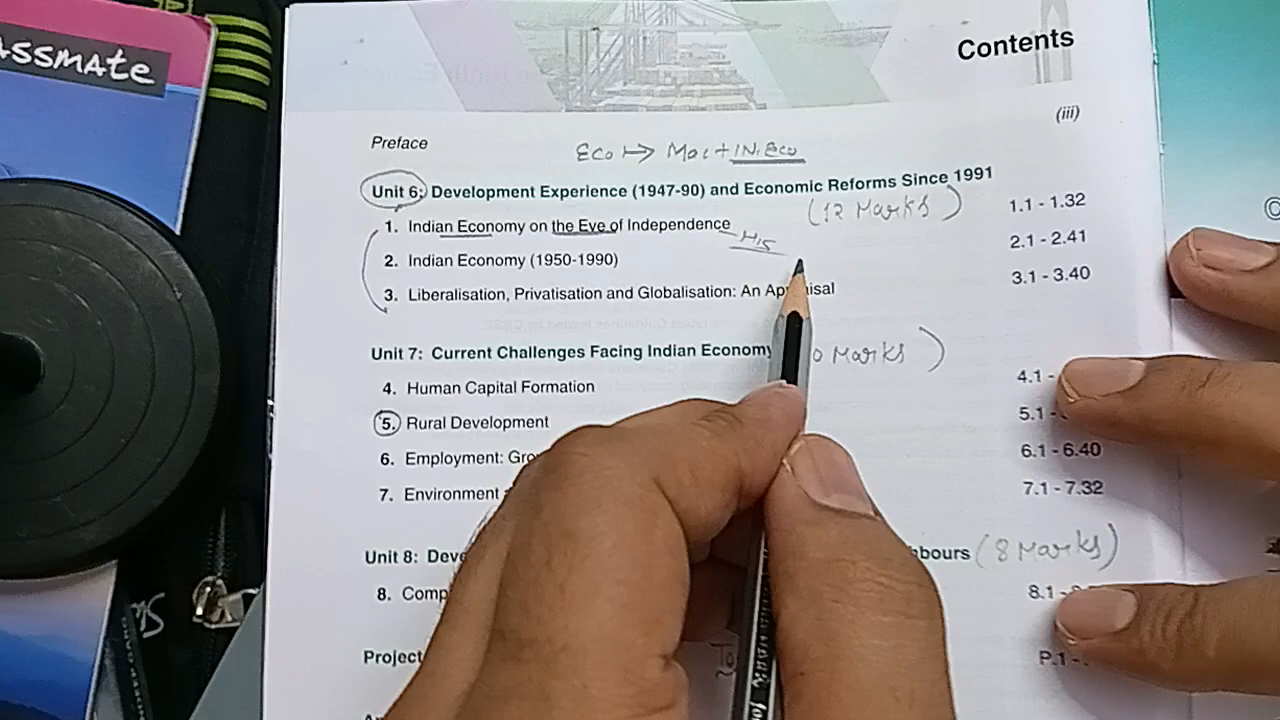 ASSMATE
Contents
(iii)
Preface
Eco → Mac + IN. Eco
Unit 6: Development Experience (1947-90) and Economic Reforms Since 1991
(12 Marks)
1. Indian Economy on the Eve of Independence 1.1 - 1.32
2. Indian Economy (1950-1990) 2.1 - 2.41
3. Liberalisation, Privatisation and Globalisation: An Appraisal 3.1 - 3.40
Unit 7: Current Challenges Facing Indian Economy 0 Marks)
4. Human Capital Formation 4.1 -
5. Rural Development 5.1 -
6. Employment: Gro 6.1 - 6.40
7. Environment 7.1 - 7.32
Unit 8: Deve bours (8 Marks)
8. Comp 8.1 -
Project P.1 -
To